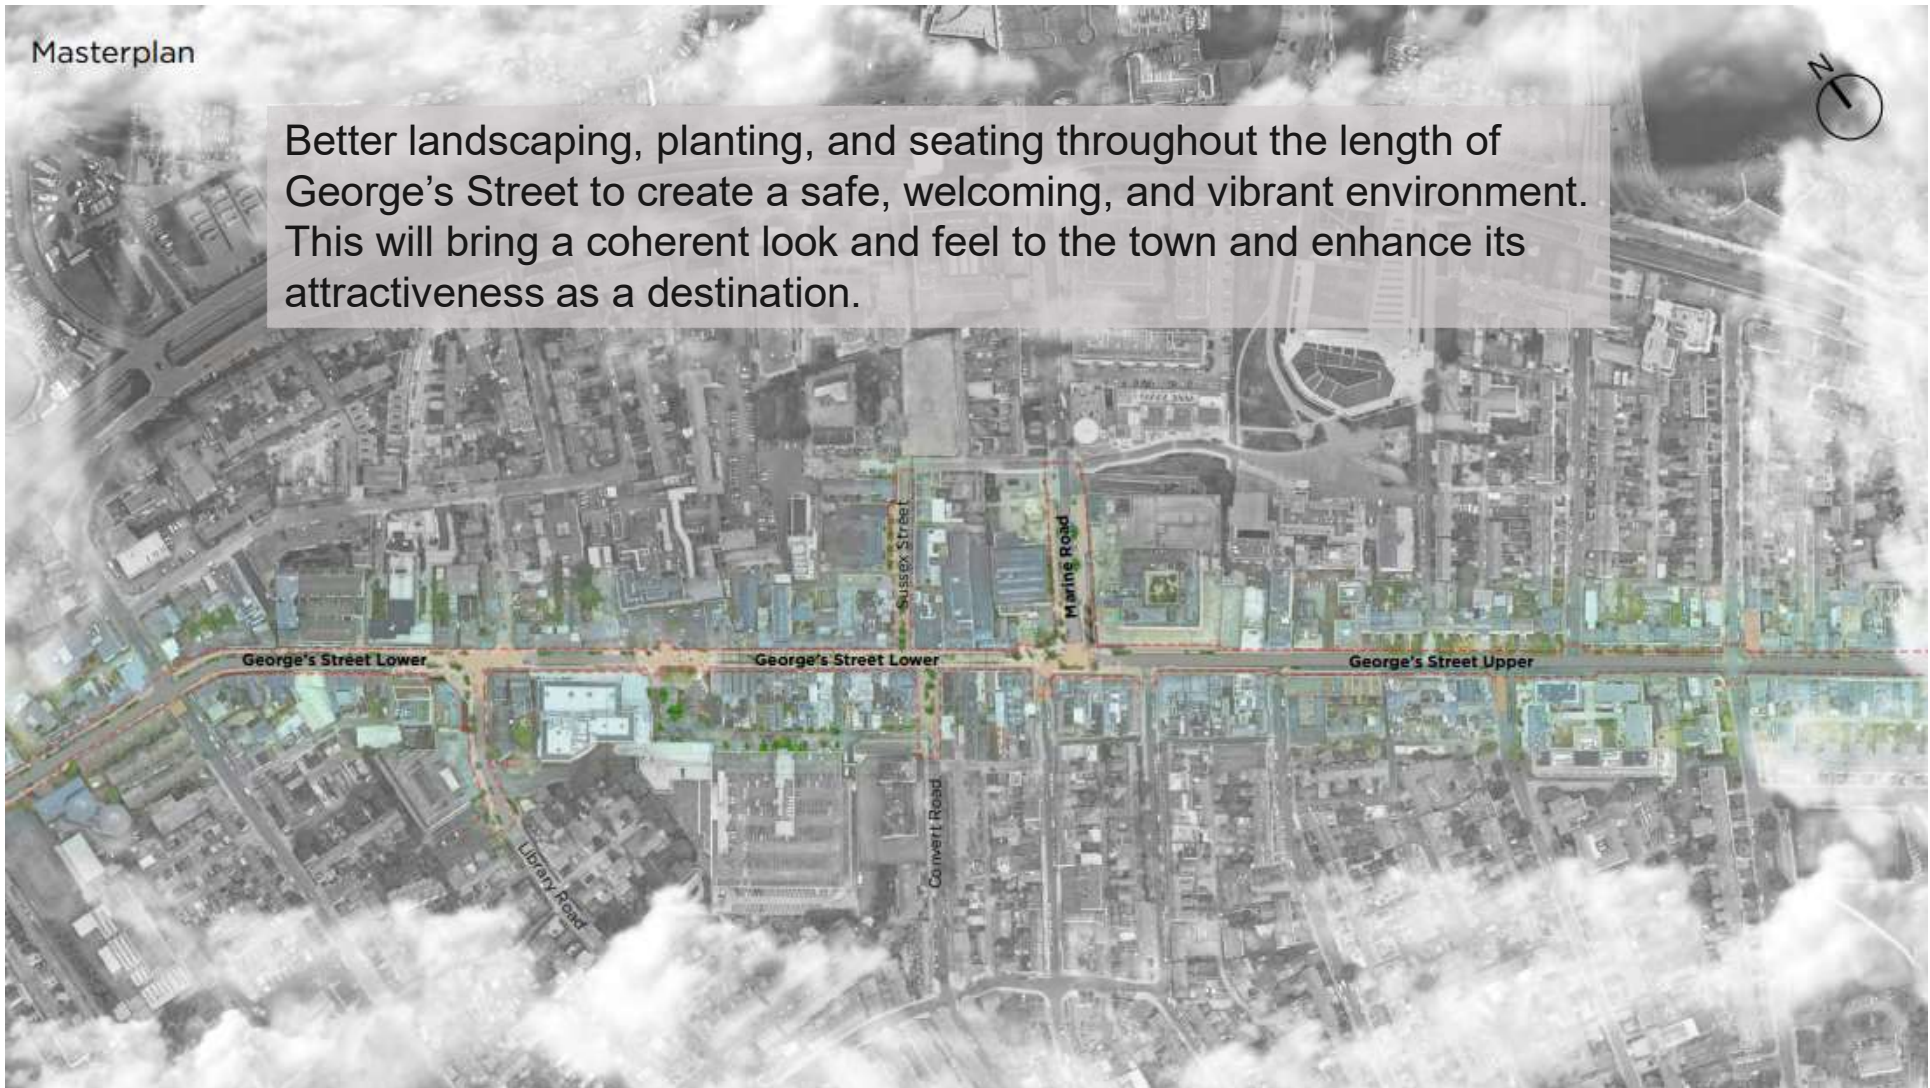 Masterplan
N
Better landscaping, planting, and seating throughout the length of
George’s Street to create a safe, welcoming, and vibrant environment.
This will bring a coherent look and feel to the town and enhance its
attractiveness as a destination.
Sussex Street
Marine Road
George's Street Lower
George's Street Lower
George's Street Upper
Library Road
Convert Road